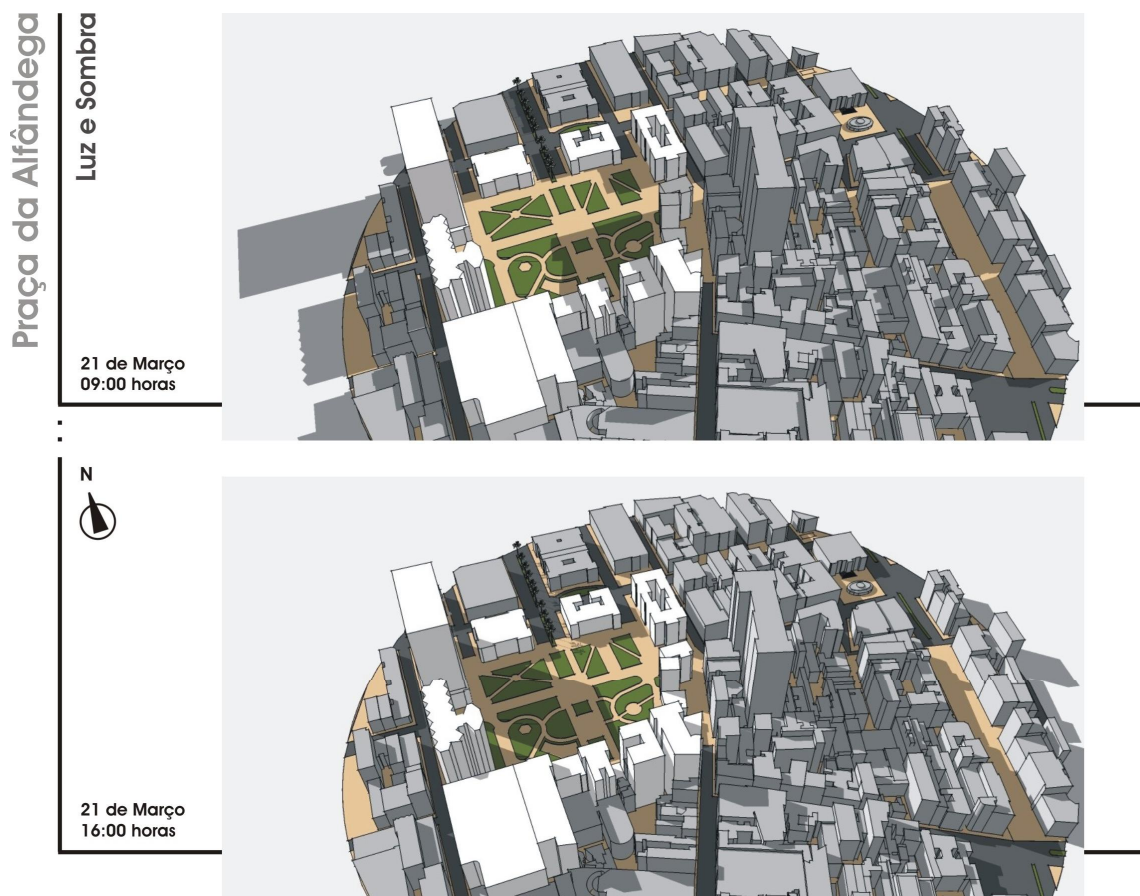 Praça da Alfândega
Luz e Sombra
21 de Março
09:00 horas
N
21 de Março
16:00 horas